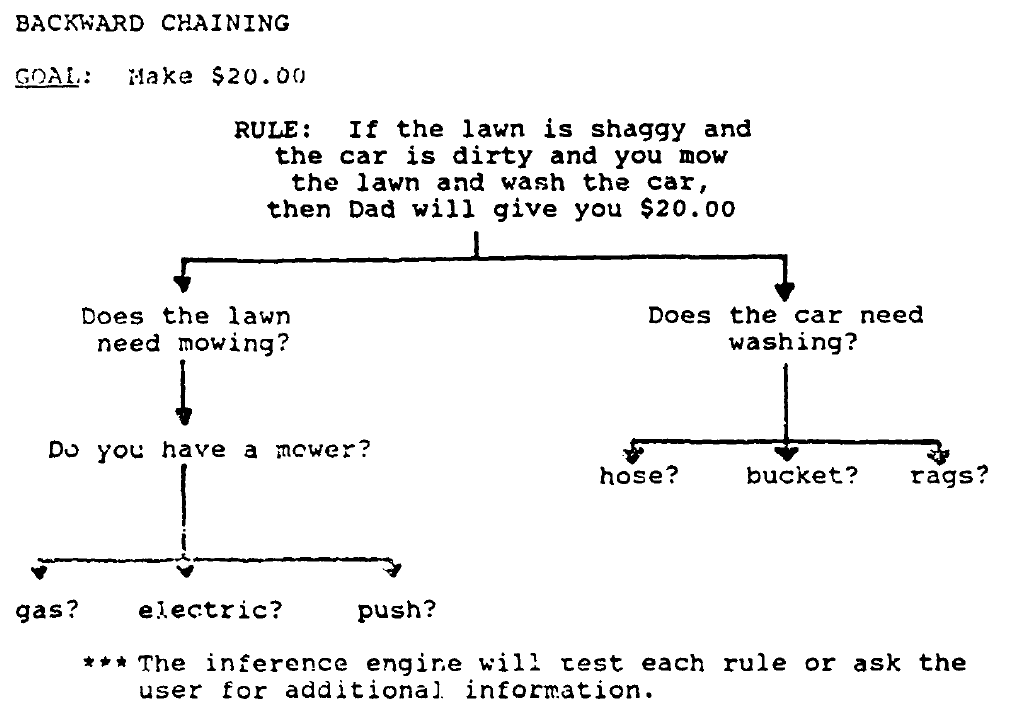 BACKWARD CHAINING
GOAL: Make $20.00
RULE: If the lawn is shaggy and
the car is dirty and you mow
the lawn and wash the car,
then Dad will give you $20.00
Does the lawn
need mowing?
Does the car need
washing?
Do you have a mower?
hose? bucket? rags?
gas? electric? push?
*** The inference engine will test each rule or ask the
user for additional information.